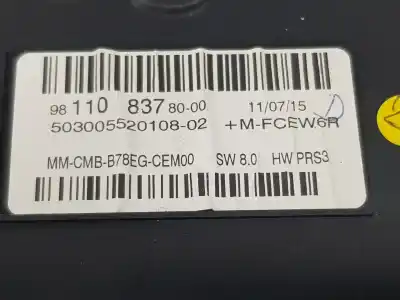 98 110 837 80-00 11/07/15
503005520108-02 +M-FCEW6R
MM-CMB-B78EG-CEM00 SW 8.0 HW PRS3